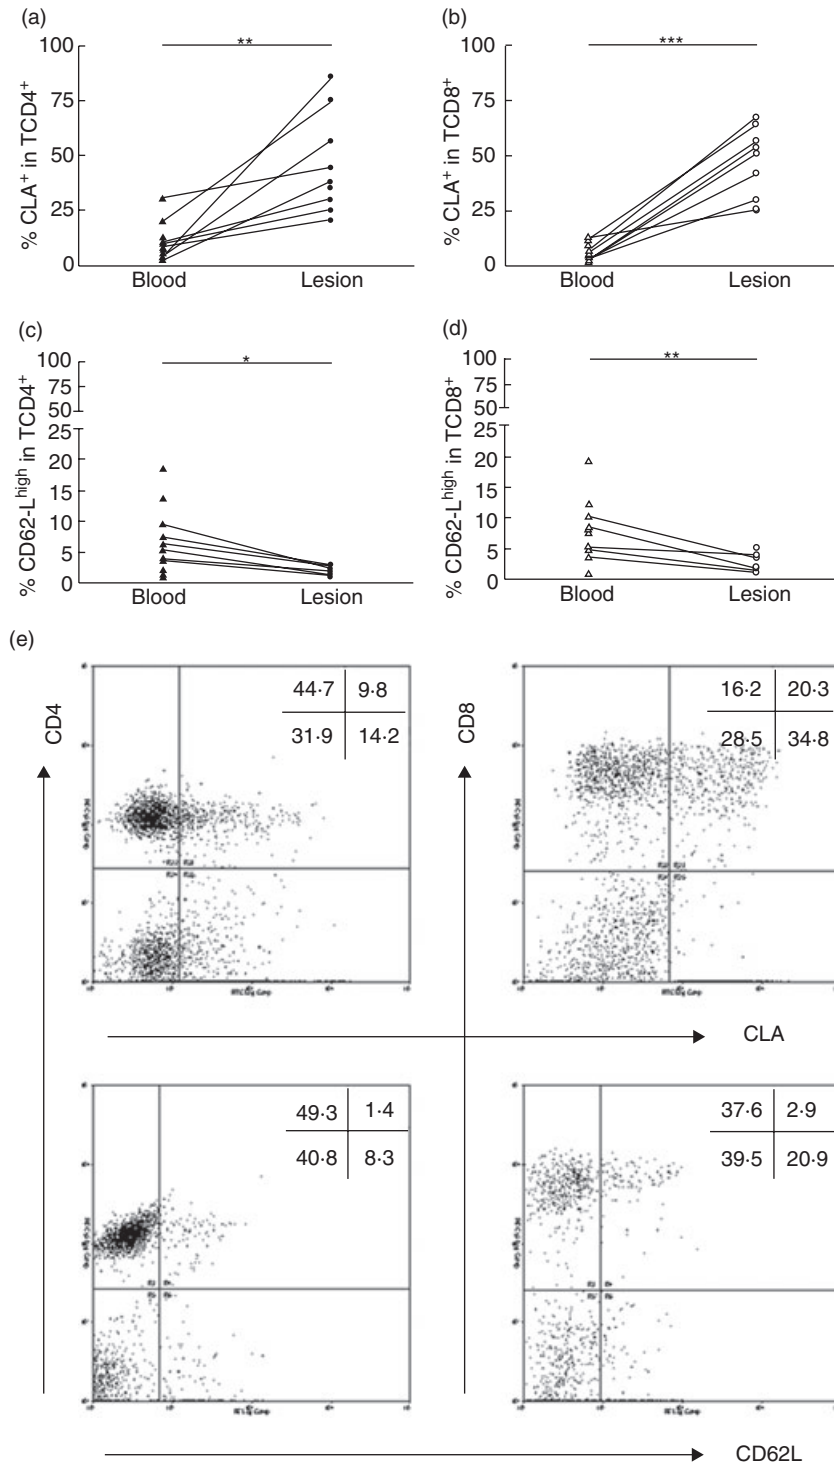 (a)
**
100
75
50
25
0
% CLA+ in TCD4+
Blood Lesion
(b)
***
100
75
50
25
0
% CLA+ in TCD8+
Blood Lesion
(c)
*
100
75
50
25
20
15
10
5
0
% CD62-Lhigh in TCD4+
Blood Lesion
(d)
**
100
75
50
25
20
15
10
5
0
% CD62-Lhigh in TCD8+
Blood Lesion
(e)
CD4
44·7 9·8
31·9 14·2
CD8
16·2 20·3
28·5 34·8
CLA
49·3 1·4
40·8 8·3
37·6 2·9
39·5 20·9
CD62L